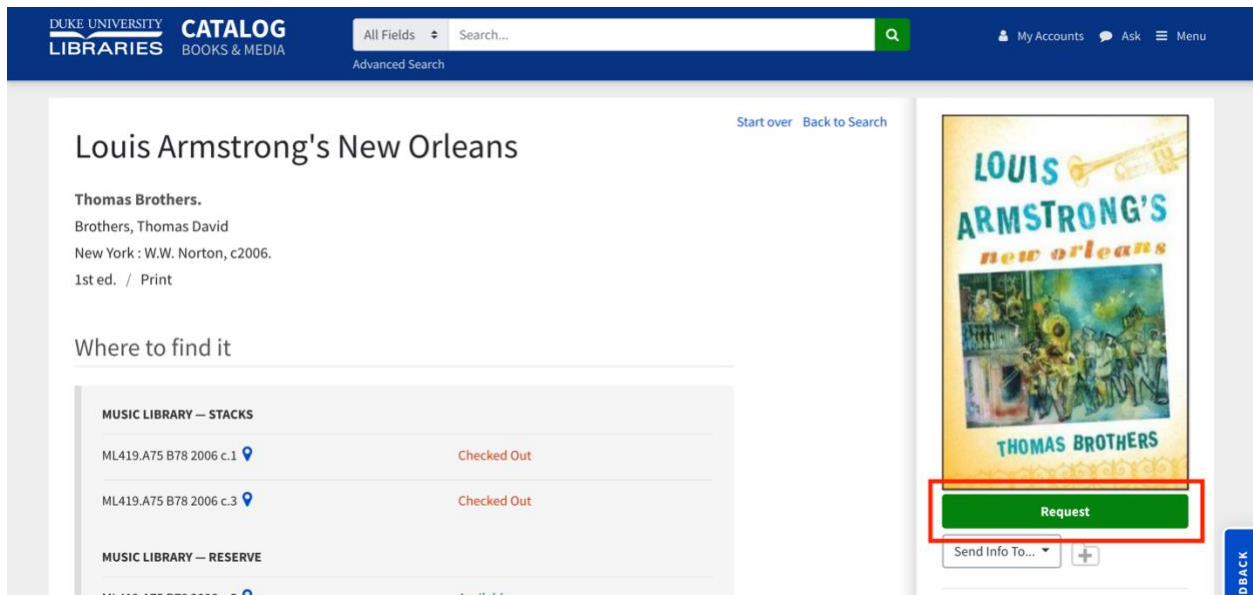 DUKE UNIVERSITY
LIBRARIES
CATALOG
BOOKS & MEDIA
All Fields
Search...
My Accounts
Ask
Menu
Advanced Search
Start over
Back to Search
Louis Armstrong's New Orleans
Thomas Brothers.
Brothers, Thomas David
New York : W.W. Norton, c2006.
1st ed. / Print
Where to find it
MUSIC LIBRARY — STACKS
ML419.A75 B78 2006 c.1
Checked Out
ML419.A75 B78 2006 c.3
Checked Out
MUSIC LIBRARY — RESERVE
LOUIS
ARMSTRONG'S
new orleans
THOMAS BROTHERS
Request
Send Info To...